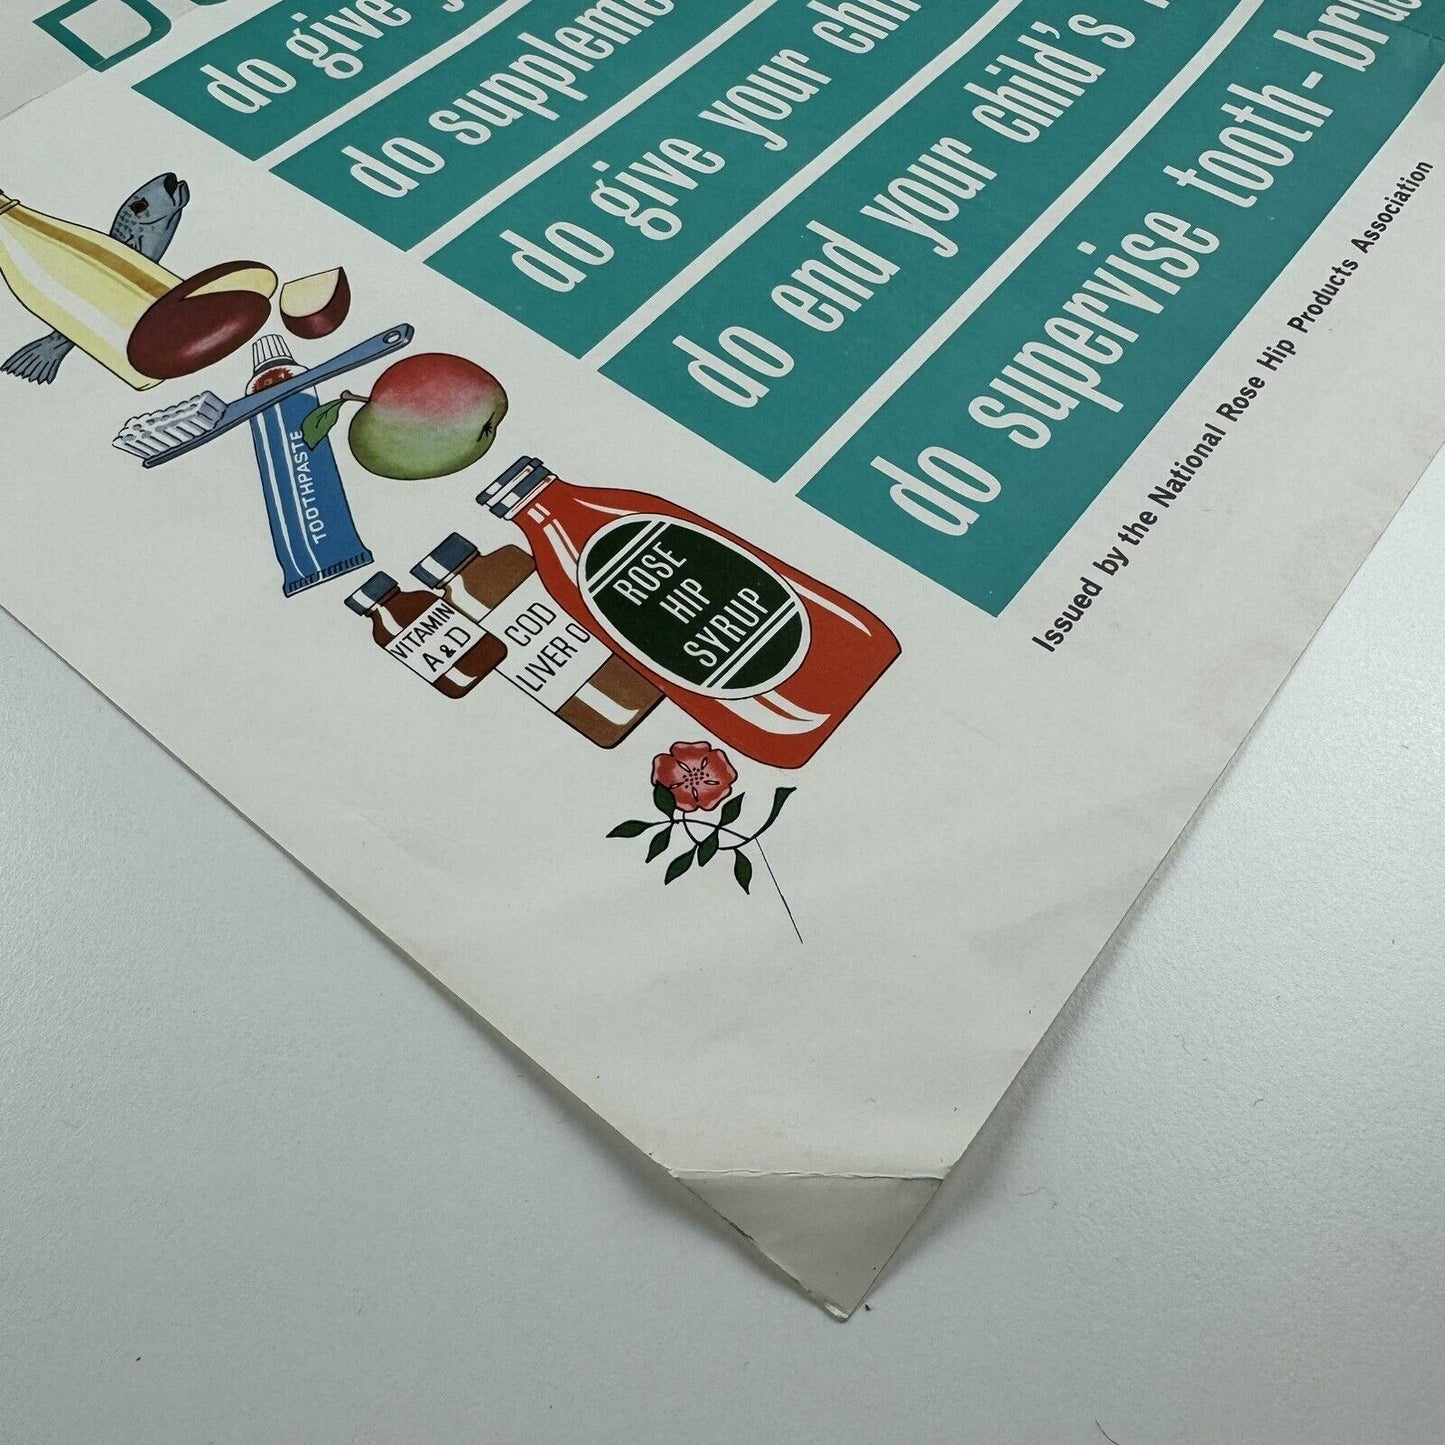 do give
do suppleme
do give your chi
do end your child's
do supervise tooth-brus
Issued by the National Rose Hip Products Association
TOOTHPASTE
VITAMIN
A & D
COD
LIVER O
ROSE
HIP
SYRUP